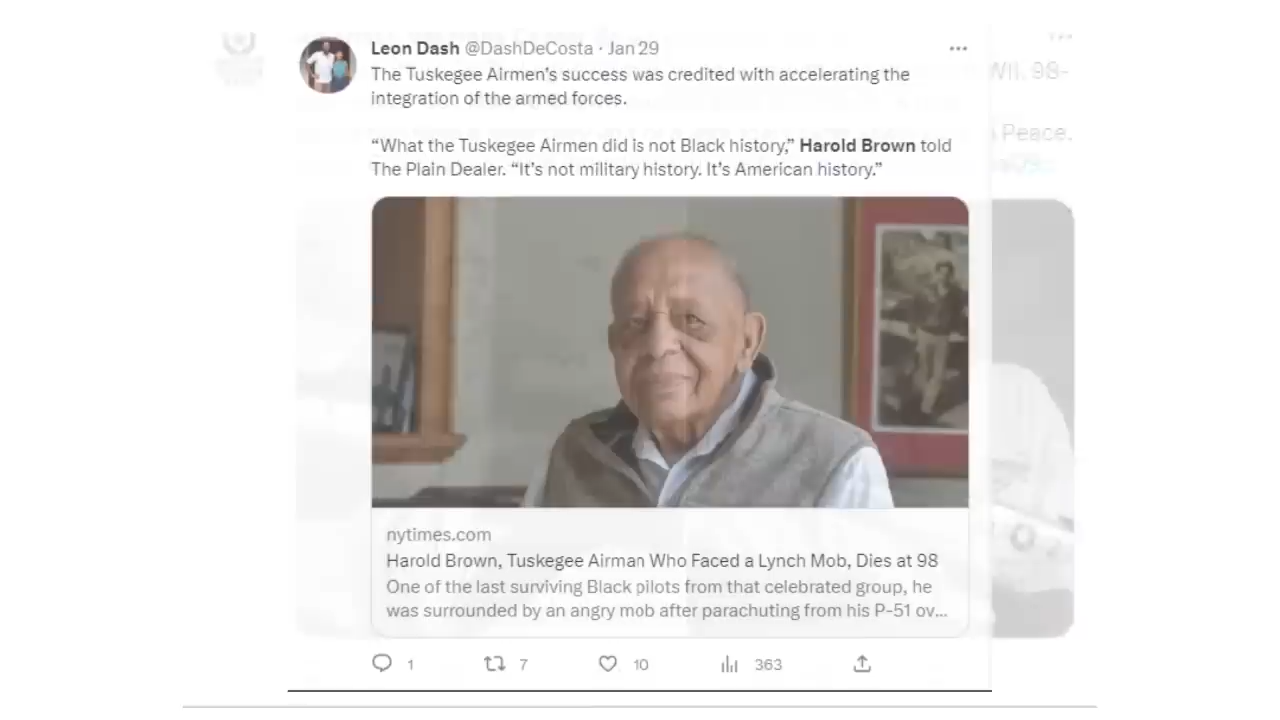 Leon Dash @DashDeCosta · Jan 29
The Tuskegee Airmen's success was credited with accelerating the
integration of the armed forces.
WII. 98-
Peace.
“What the Tuskegee Airmen did is not Black history,” Harold Brown told
The Plain Dealer. “It's not military history. It's American history.”
nytimes.com
Harold Brown, Tuskegee Airman Who Faced a Lynch Mob, Dies at 98
One of the last surviving Black pilots from that celebrated group, he
was surrounded by an angry mob after parachuting from his P-51 ov...
1 7 10 363